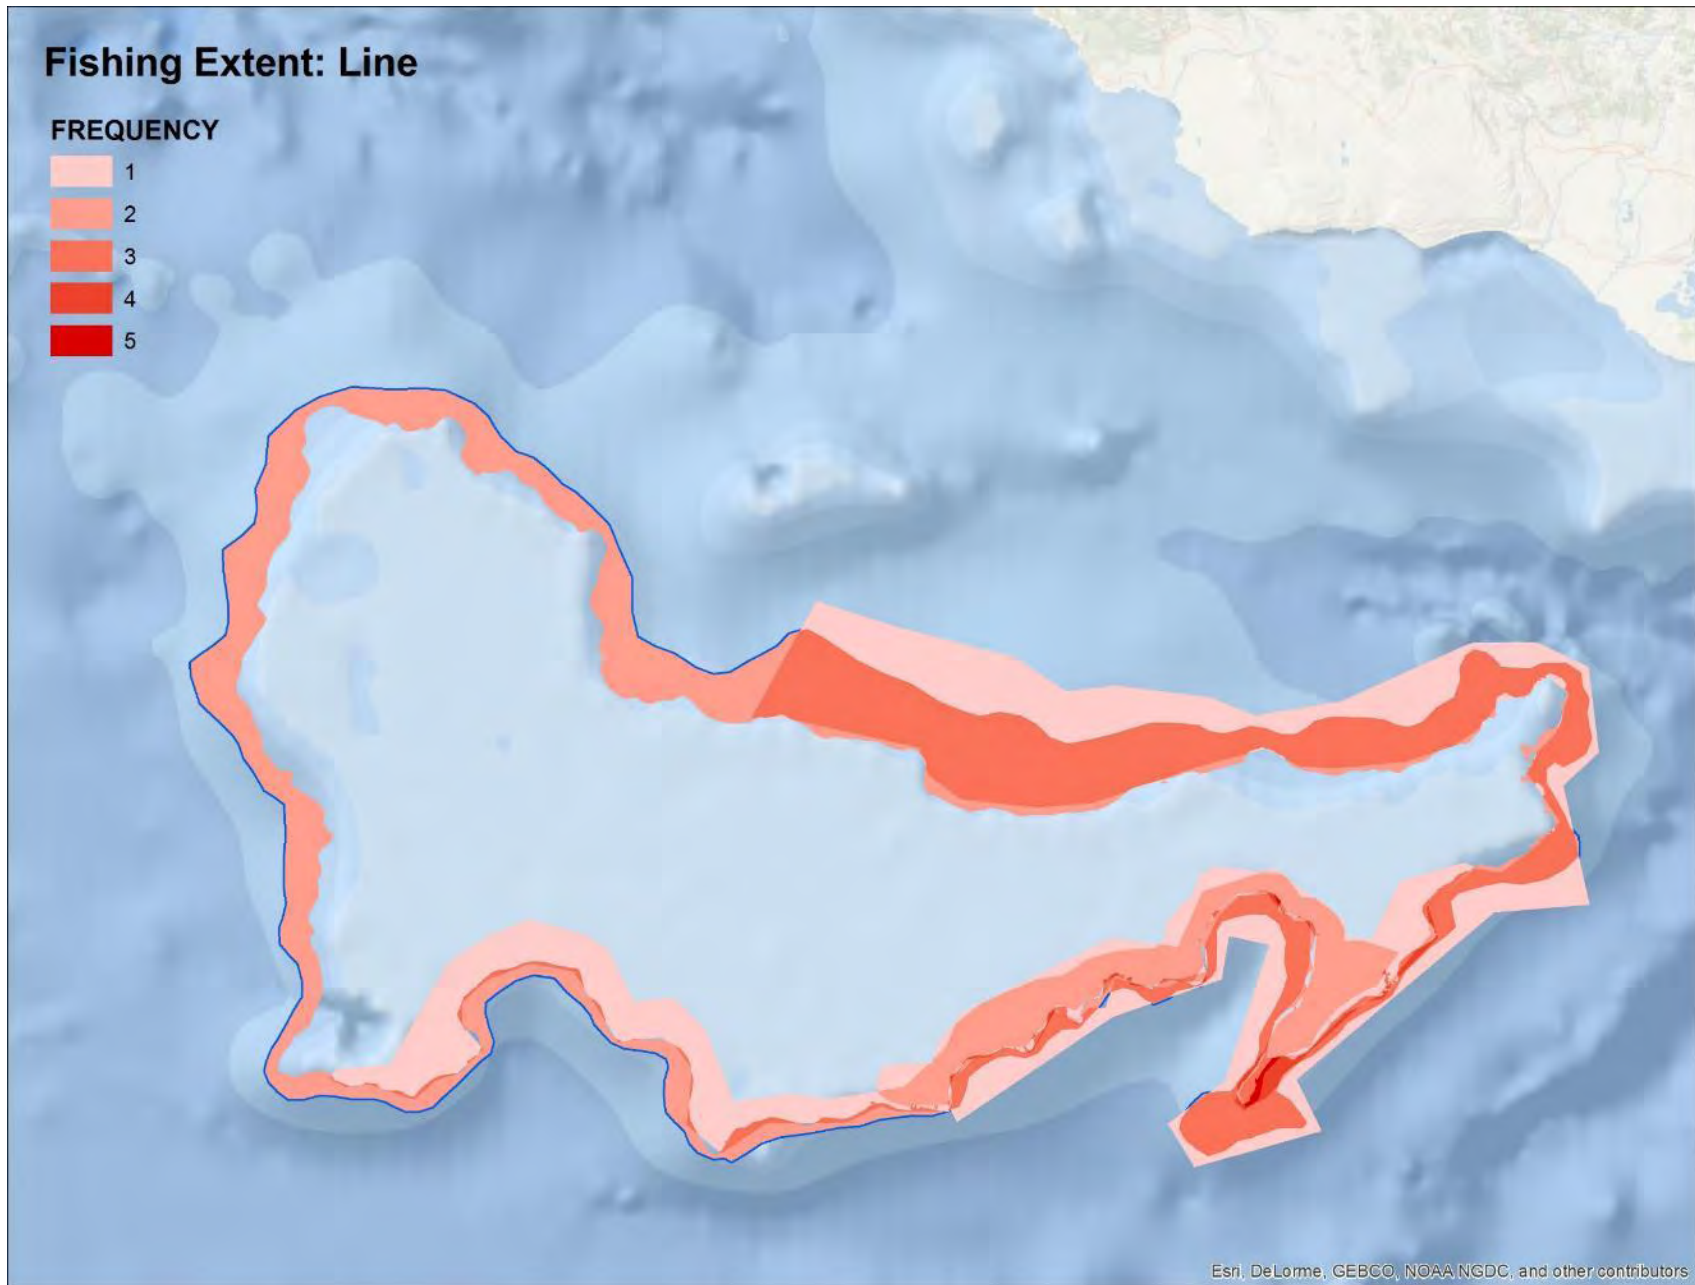 Fishing Extent: Line
FREQUENCY
1
2
3
4
5
Esri, DeLorme, GEBCO, NOAA NGDC, and other contributors